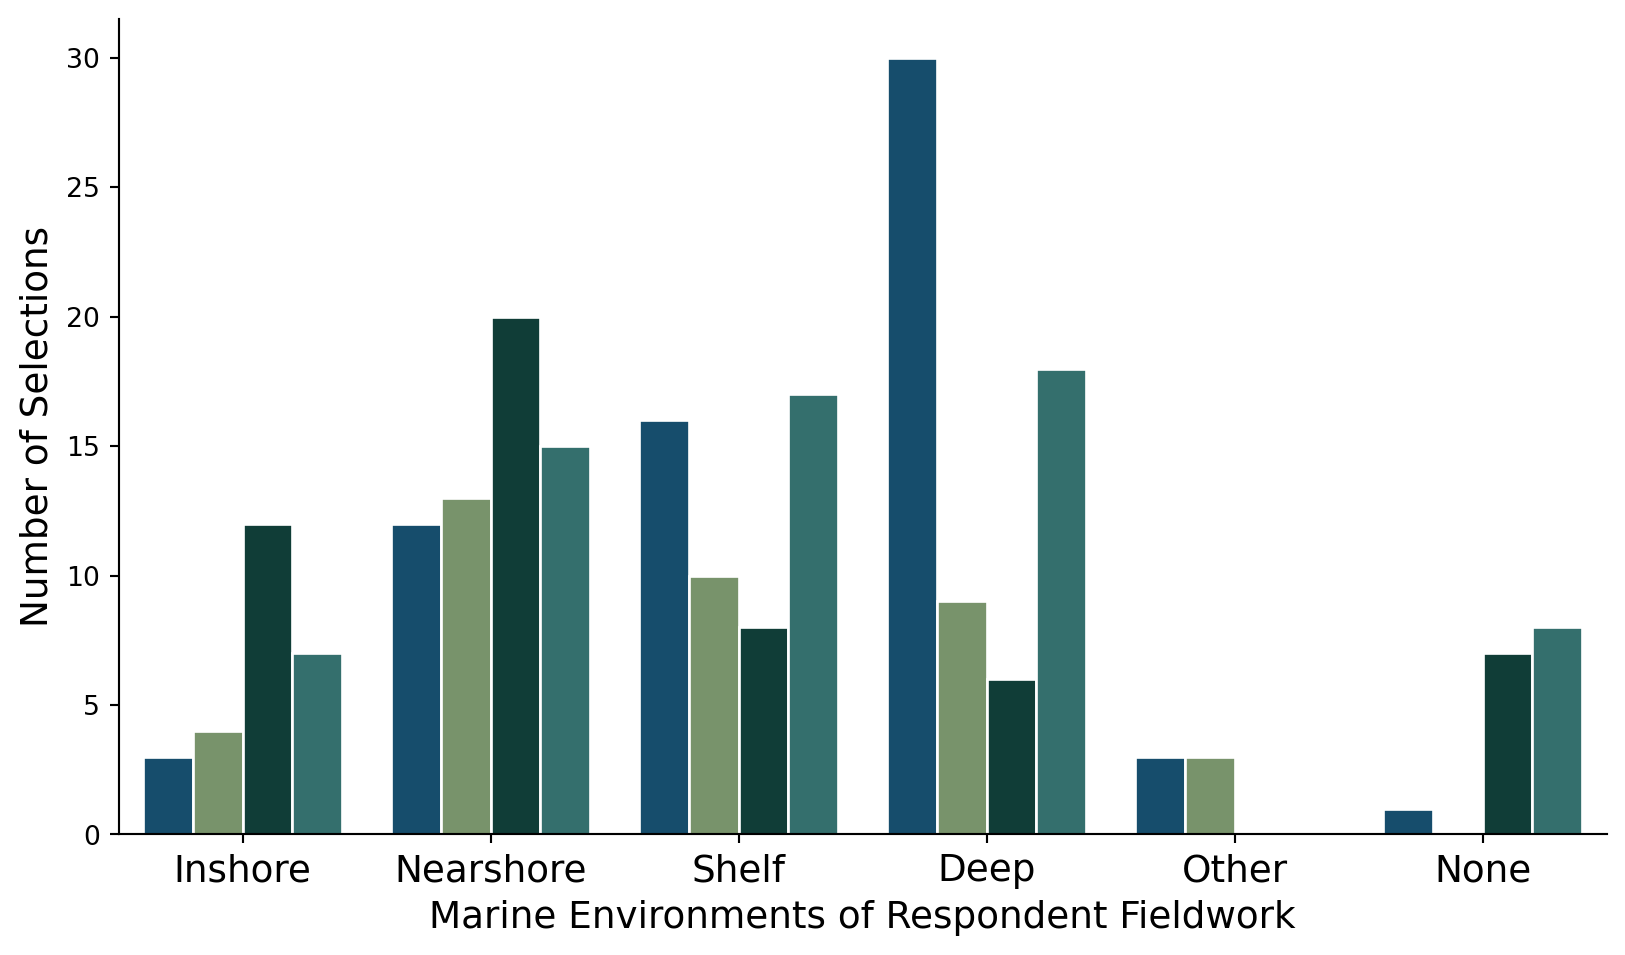 Number of Selections
30
25
20
15
10
5
0
Inshore Nearshore Shelf Deep Other None
Marine Environments of Respondent Fieldwork